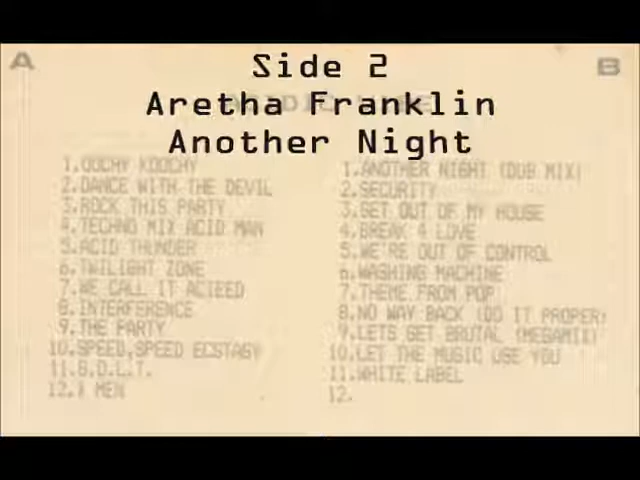 A
B
Side 2
Aretha Franklin
Another Night
1.OOCHY KOOCHY
2.DANCE WITH THE DEVIL
3.ROCK THIS PARTY
4.TECHNO MIX ACID MAN
5.ACID THUNDER
6.TWILIGHT ZONE
7.WE CALL IT ACIEED
8.INTERFERENCE
9.THE PARTY
10.SPEED,SPEED ECSTASY
11.S.D.L.T.
12. MEN
1.ANOTHER NIGHT (DUB MIX)
2.SECURITY
3.GET OUT OF MY HOUSE
4.BREAK 4 LOVE
5.WE'RE OUT OF CONTROL
6.WASHING MACHINE
7.THEME FROM POP
8.NO WAY BACK (DO IT PROPER)
9.LETS GET BRUTAL (MEGAMIX)
10.LET THE MUSIC USE YOU
11.WHITE LABEL
12.